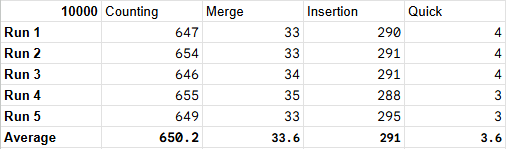 10000 Counting Merge Insertion Quick
Run 1 647 33 290 4
Run 2 654 33 291 4
Run 3 646 34 291 4
Run 4 655 35 288 3
Run 5 649 33 295 3
Average 650.2 33.6 291 3.6